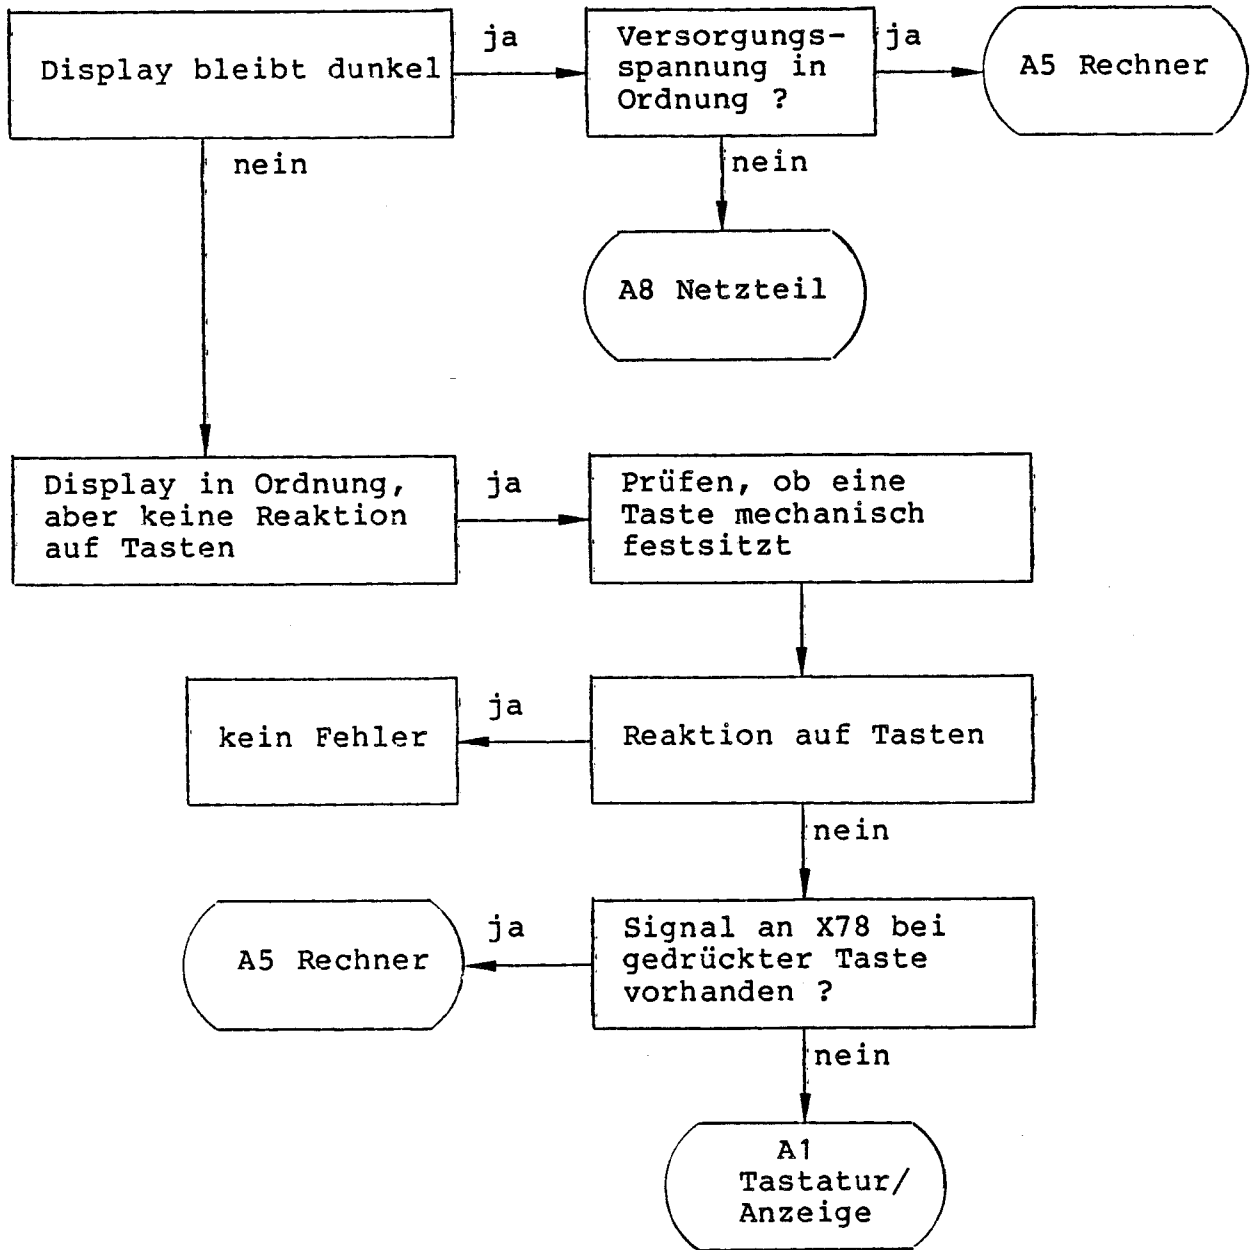 Display bleibt dunkel
ja
Versorgungs-
spannung in
Ordnung ?
ja
A5 Rechner
nein
nein
A8 Netzteil
Display in Ordnung,
aber keine Reaktion
auf Tasten
ja
Prüfen, ob eine
Taste mechanisch
festsitzt
kein Fehler
ja
Reaktion auf Tasten
nein
A5 Rechner
ja
Signal an X78 bei
gedrückter Taste
vorhanden ?
nein
A1
Tastatur/
Anzeige